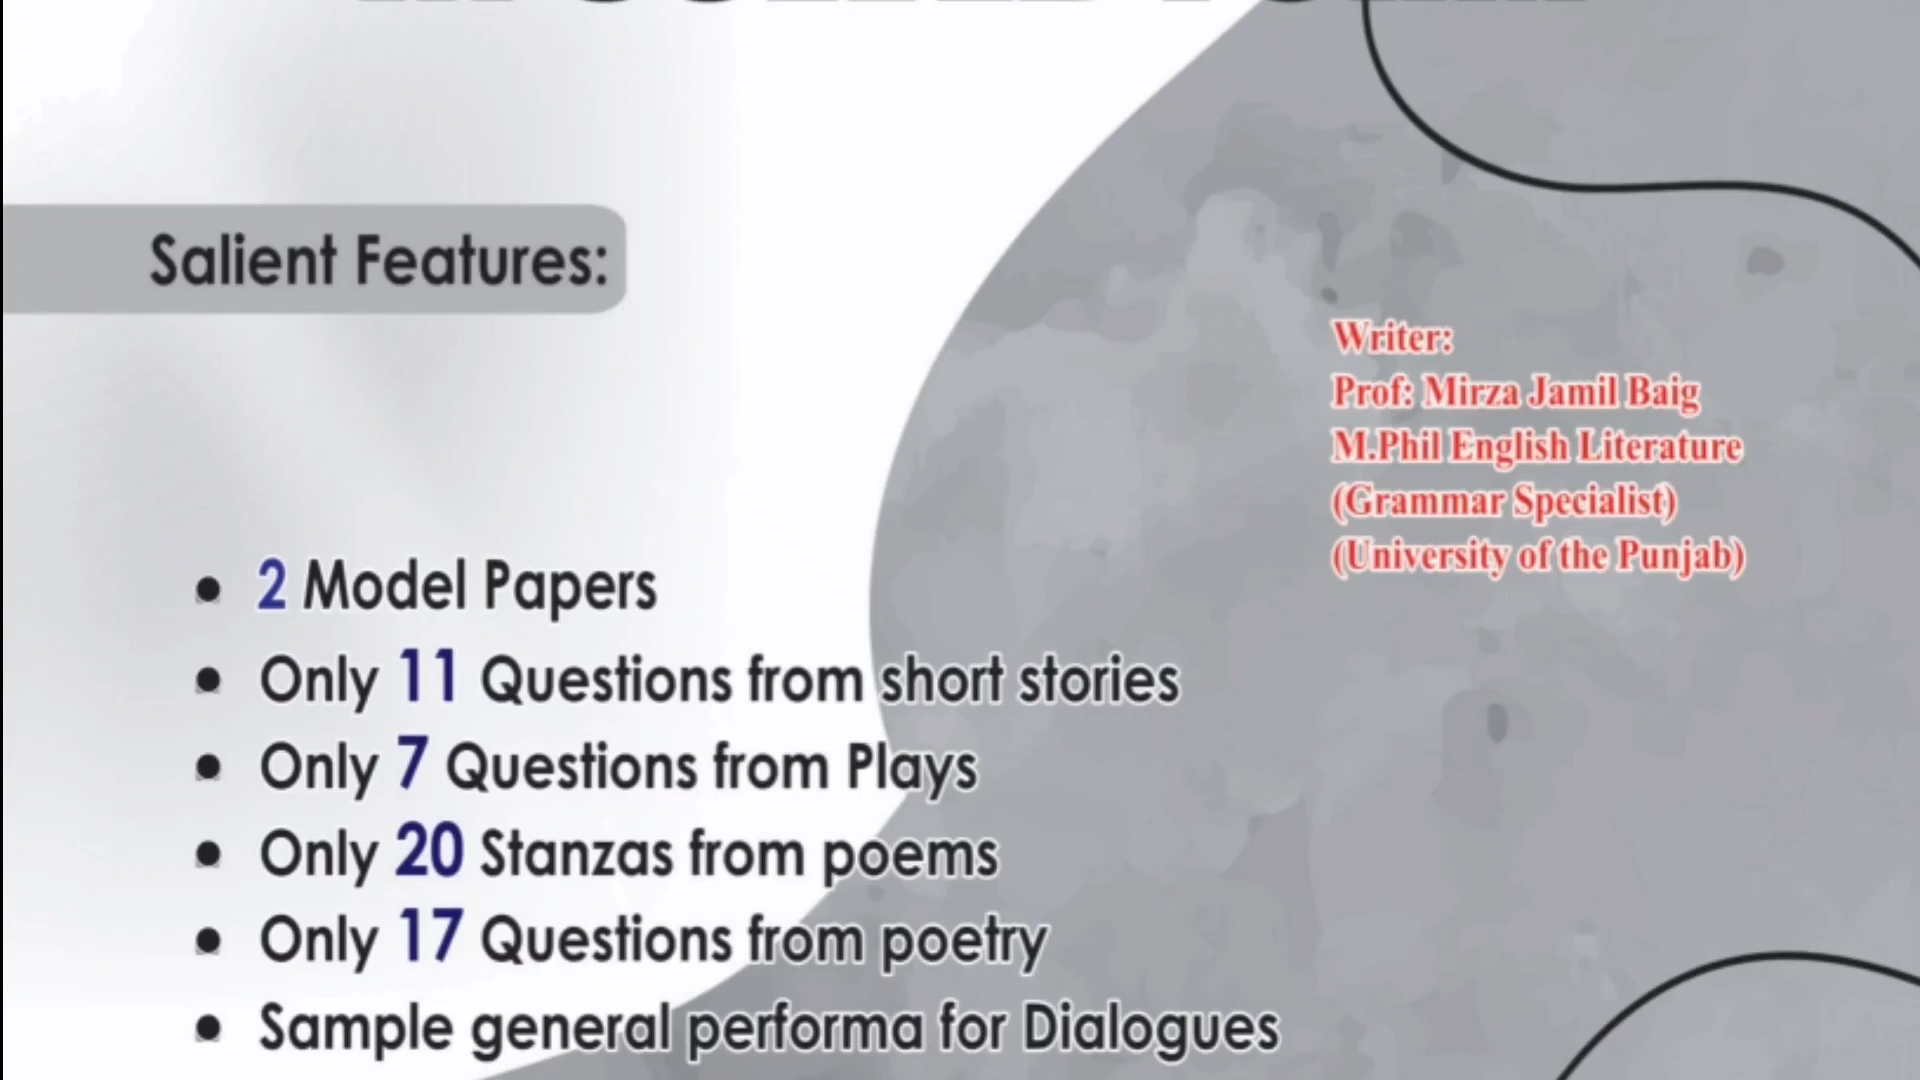 Salient Features:
Writer:
Prof: Mirza Jamil Baig
M.Phil English Literature
(Grammar Specialist)
(University of the Punjab)
• 2 Model Papers
• Only 11 Questions from short stories
• Only 7 Questions from Plays
• Only 20 Stanzas from poems
• Only 17 Questions from poetry
• Sample general performa for Dialogues